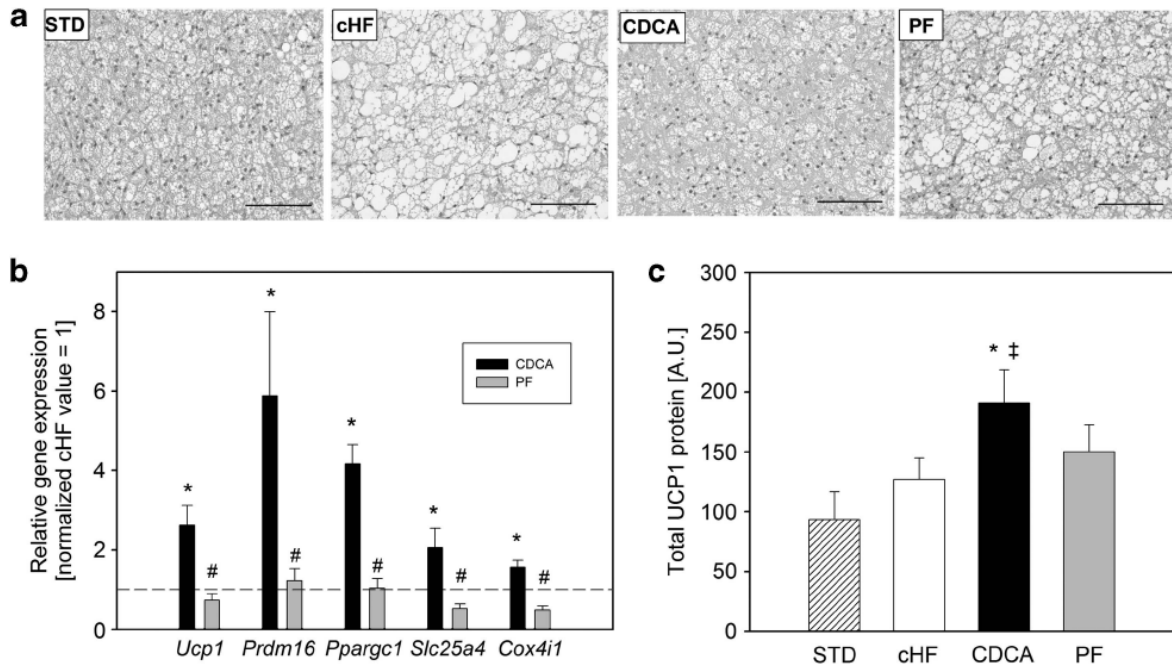 a
STD
cHF
CDCA
PF
b
Relative gene expression
[normalized cHF value = 1]
8
6
4
2
0
*
#
*
#
*
#
*
#
*
#
CDCA
PF
Ucp1 Prdm16 Ppargc1 Slc25a4 Cox4i1
c
Total UCP1 protein [A.U.]
300
250
200
150
100
50
0
* ‡
STD cHF CDCA PF